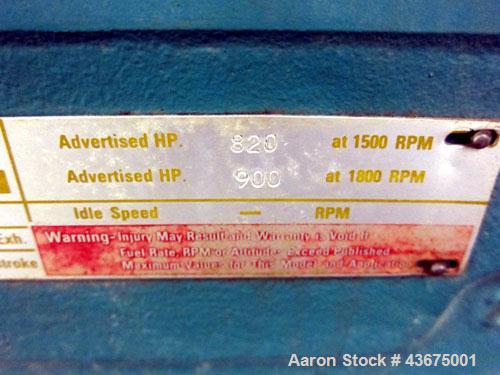 Advertised HP. 820 at 1500 RPM
Advertised HP. 900 at 1800 RPM
Idle Speed — RPM
Exh. Warning-Injury May Result and Warranty is Void If
stroke Fuel Rate, RPM or Altitudes Exceed Published
Maximum Values for This Model and Application
Aaron Stock # 43675001